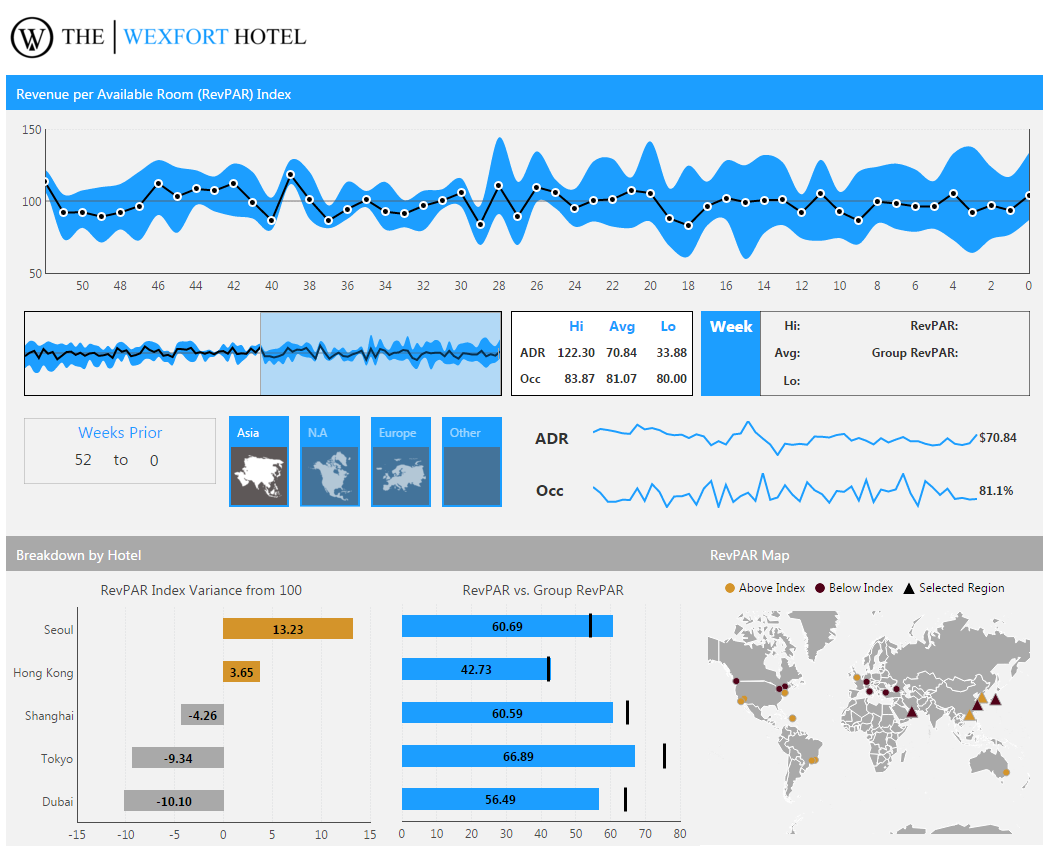 W THE | WEXFORT HOTEL
Revenue per Available Room (RevPAR) Index
150
100
50
50 48 46 44 42 40 38 36 34 32 30 28 26 24 22 20 18 16 14 12 10 8 6 4 2 0
Hi Avg Lo
ADR 122.30 70.84 33.88
Occ 83.87 81.07 80.00
Week
Hi: RevPAR:
Avg: Group RevPAR:
Lo:
Weeks Prior
52 to 0
Asia N.A Europe Other
ADR $70.84
Occ 81.1%
Breakdown by Hotel
RevPAR Map
RevPAR Index Variance from 100
Seoul 13.23
Hong Kong 3.65
Shanghai -4.26
Tokyo -9.34
Dubai -10.10
-15 -10 -5 0 5 10 15
RevPAR vs. Group RevPAR
60.69
42.73
60.59
66.89
56.49
0 10 20 30 40 50 60 70 80
Above Index Below Index Selected Region